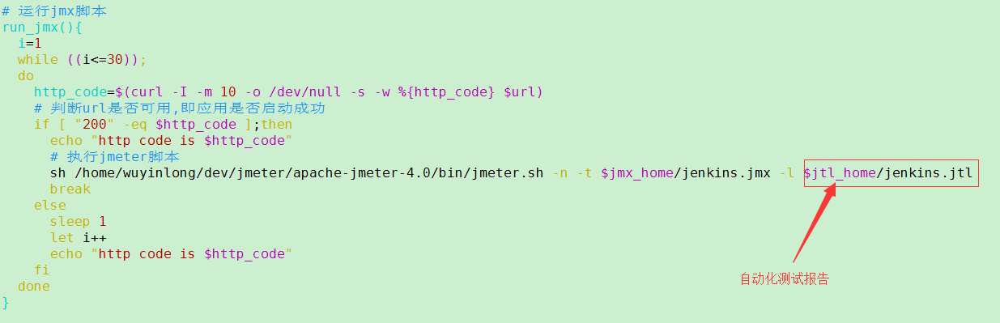 # 运行jmx脚本
run_jmx(){
  i=1
  while ((i<=30));
  do
    http_code=$(curl -I -m 10 -o /dev/null -s -w %{http_code} $url)
    # 判断url是否可用,即应用是否启动成功
    if [ "200" -eq $http_code ];then
      echo "http code is $http_code"
      # 执行jmeter脚本
      sh /home/wuyinlong/dev/jmeter/apache-jmeter-4.0/bin/jmeter.sh -n -t $jmx_home/jenkins.jmx -l $jtl_home/jenkins.jtl
      break
    else
      sleep 1
      let i++
      echo "http code is $http_code"
    fi
  done
}
自动化测试报告